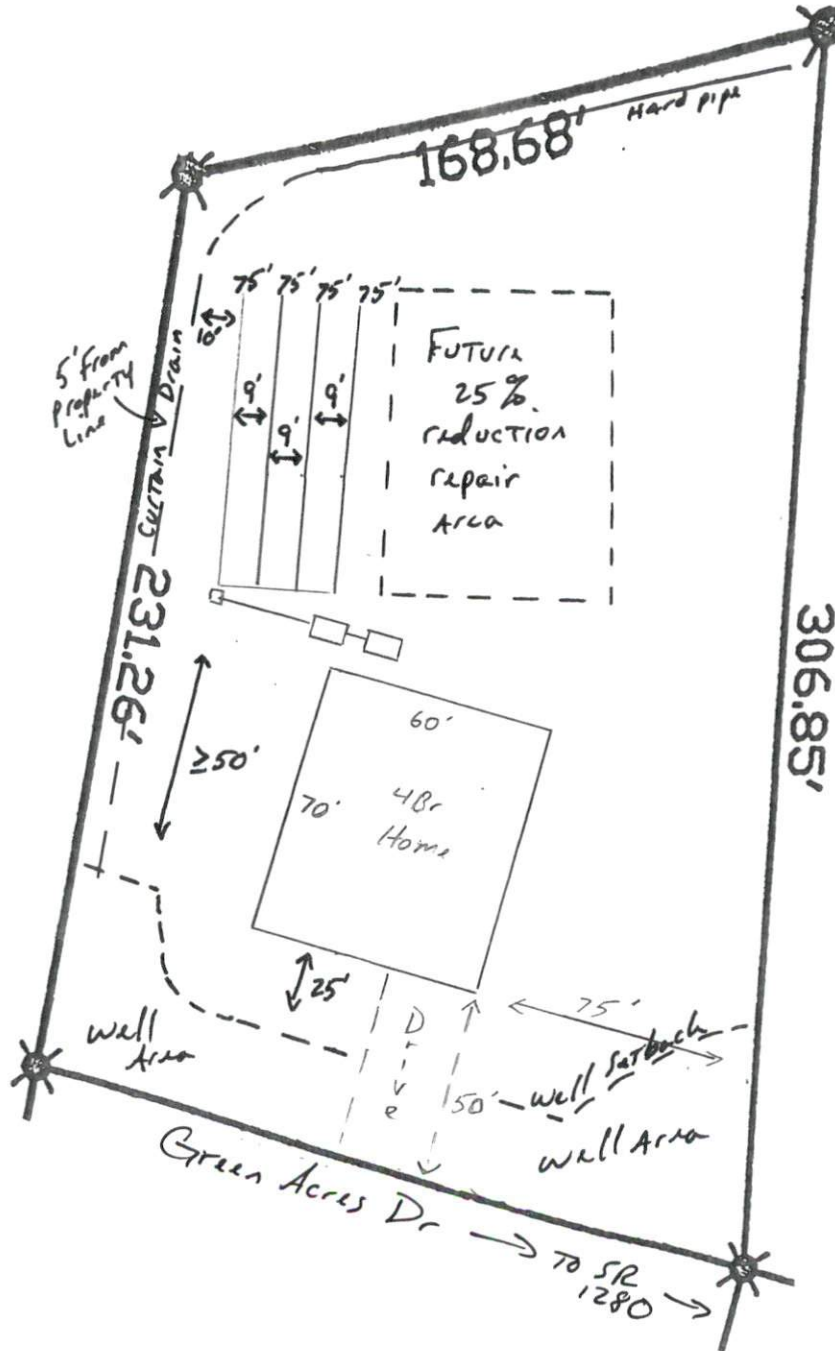 Hard pipe
168.68'
75' 75' 75' 75'
10'
5' From
property
Line
Curtain Drain
9'
9'
9'
Future
25%
reduction
repair
Area
231.26'
306.85'
≥50'
60'
70'
4Br
Home
25'
75'
Drive
50'
Well Setback
Well
Area
Well Area
Green Acres Dr
To SR
1280